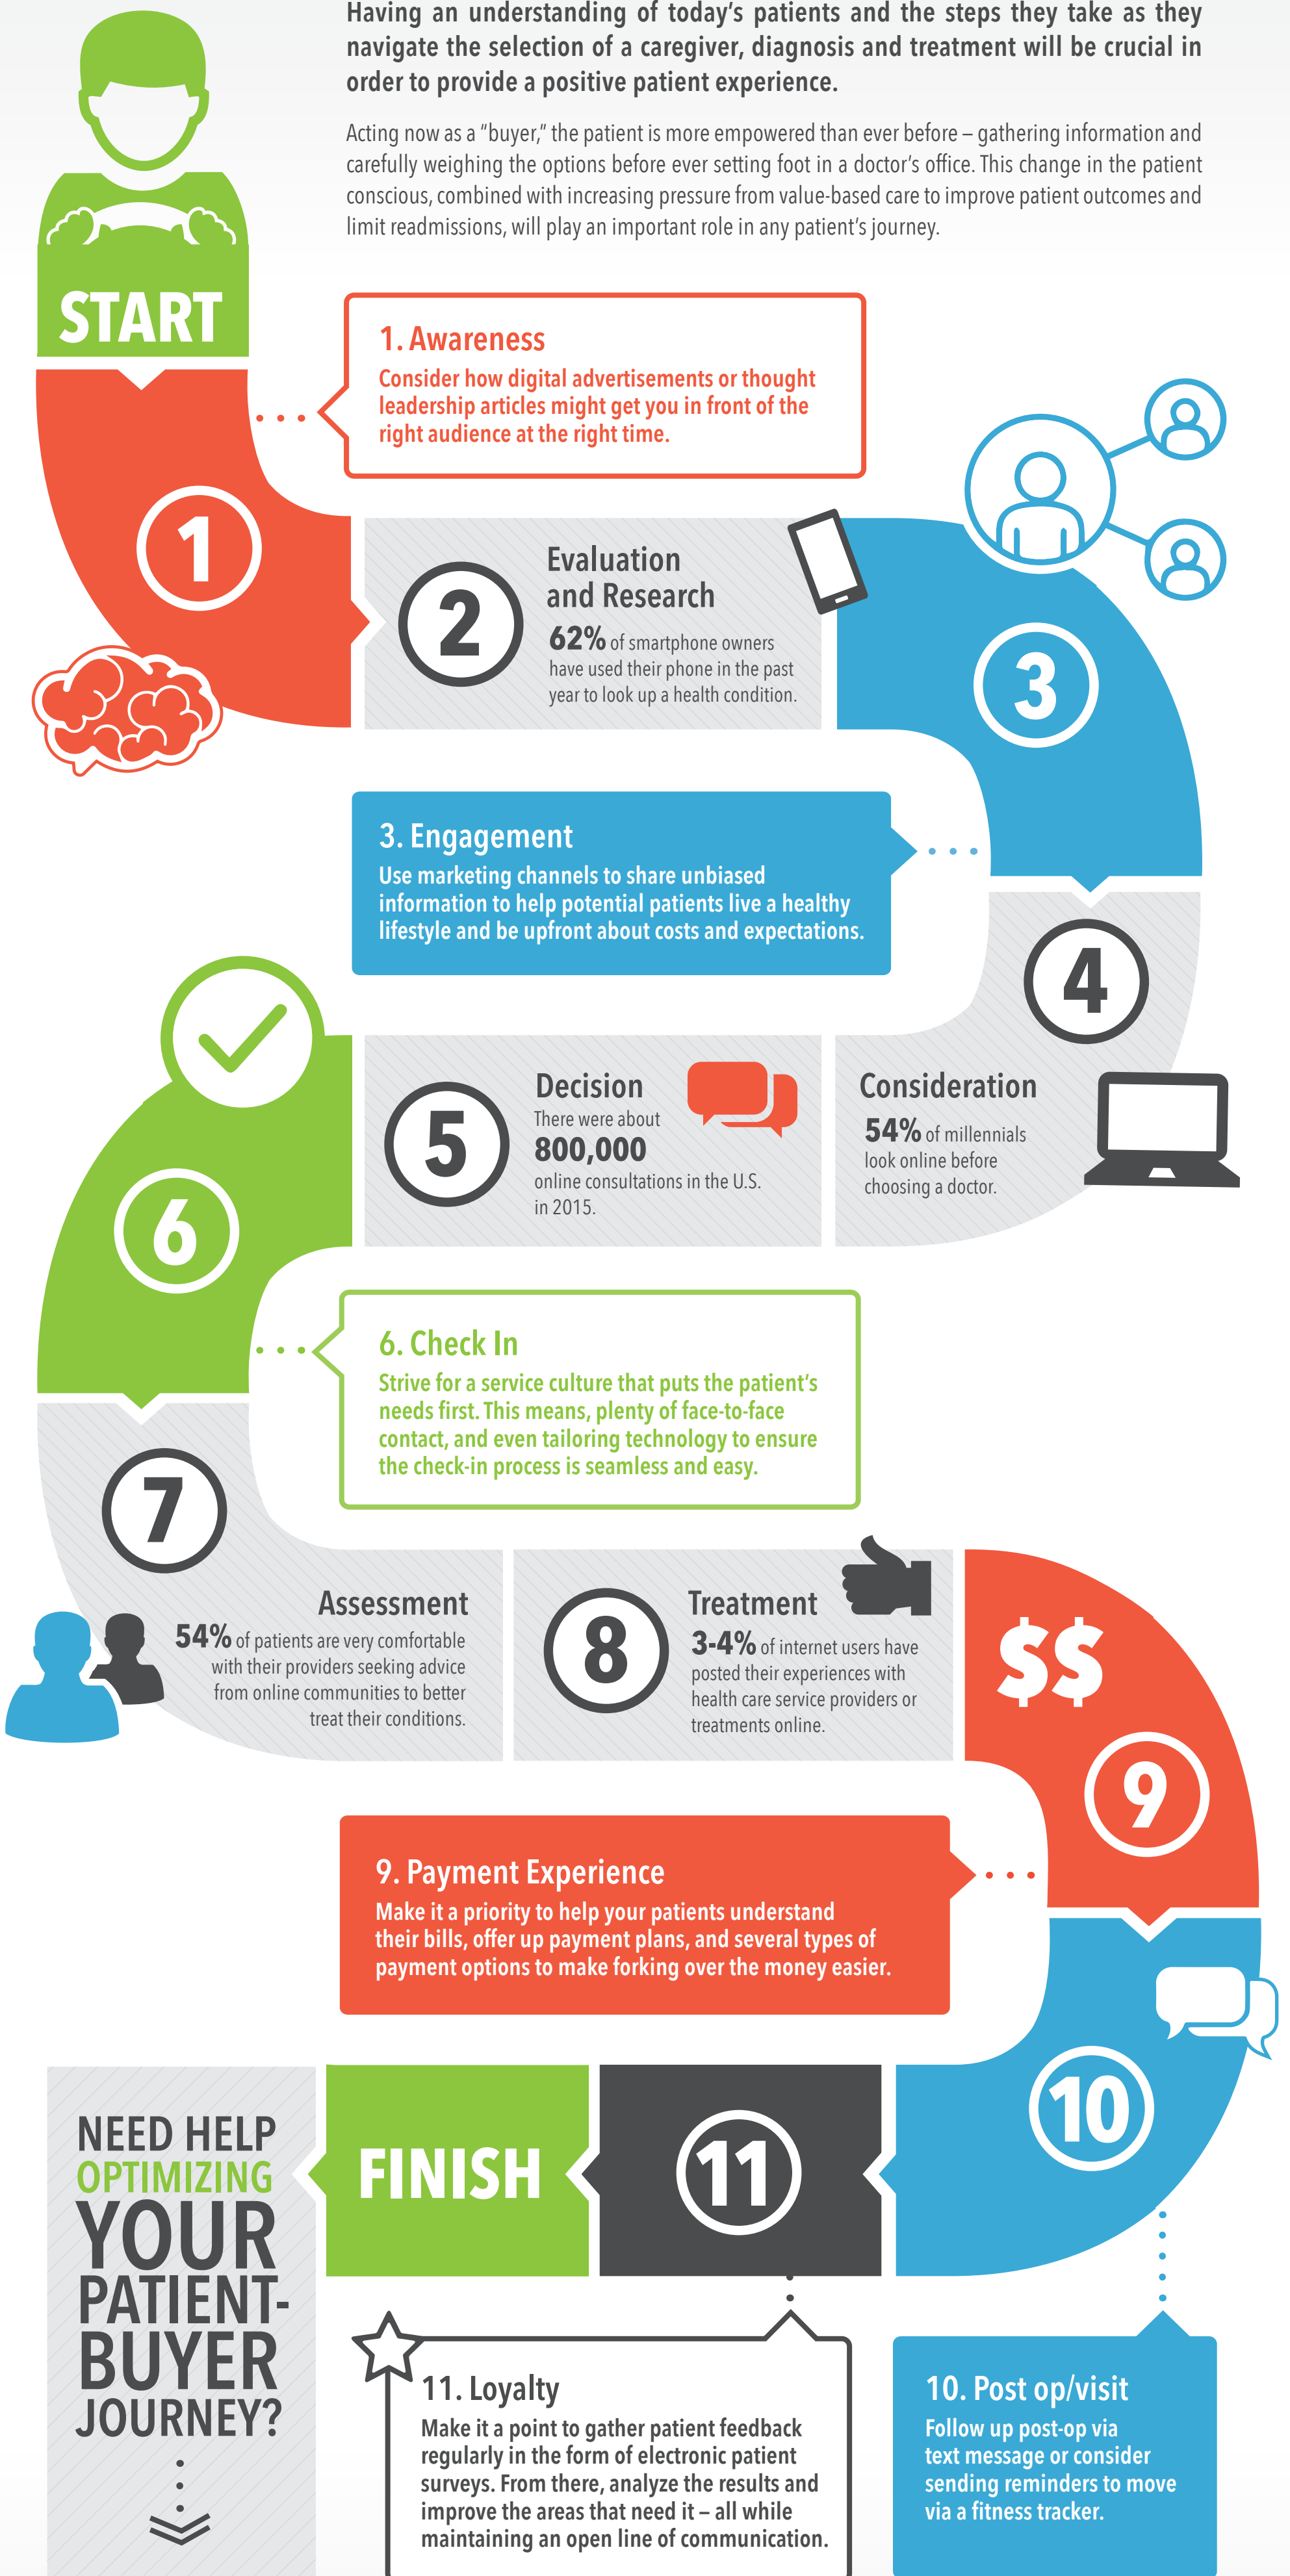 Having an understanding of today's patients and the steps they take as they
navigate the selection of a caregiver, diagnosis and treatment will be crucial in
order to provide a positive patient experience.
Acting now as a "buyer," the patient is more empowered than ever before – gathering information and
carefully weighing the options before ever setting foot in a doctor's office. This change in the patient
conscious, combined with increasing pressure from value-based care to improve patient outcomes and
limit readmissions, will play an important role in any patient's journey.
START
1. Awareness
Consider how digital advertisements or thought
leadership articles might get you in front of the
right audience at the right time.
1
2
Evaluation
and Research
62% of smartphone owners
have used their phone in the past
year to look up a health condition.
3
3. Engagement
Use marketing channels to share unbiased
information to help potential patients live a healthy
lifestyle and be upfront about costs and expectations.
4
Consideration
54% of millennials
look online before
choosing a doctor.
5
Decision
There were about
800,000
online consultations in the U.S.
in 2015.
6
6. Check In
Strive for a service culture that puts the patient's
needs first. This means, plenty of face-to-face
contact, and even tailoring technology to ensure
the check-in process is seamless and easy.
7
Assessment
54% of patients are very comfortable
with their providers seeking advice
from online communities to better
treat their conditions.
8
Treatment
3-4% of internet users have
posted their experiences with
health care service providers or
treatments online.
$$
9
9. Payment Experience
Make it a priority to help your patients understand
their bills, offer up payment plans, and several types of
payment options to make forking over the money easier.
10
11
FINISH
NEED HELP
OPTIMIZING
YOUR
PATIENT-
BUYER
JOURNEY?
11. Loyalty
Make it a point to gather patient feedback
regularly in the form of electronic patient
surveys. From there, analyze the results and
improve the areas that need it – all while
maintaining an open line of communication.
10. Post op/visit
Follow up post-op via
text message or consider
sending reminders to move
via a fitness tracker.